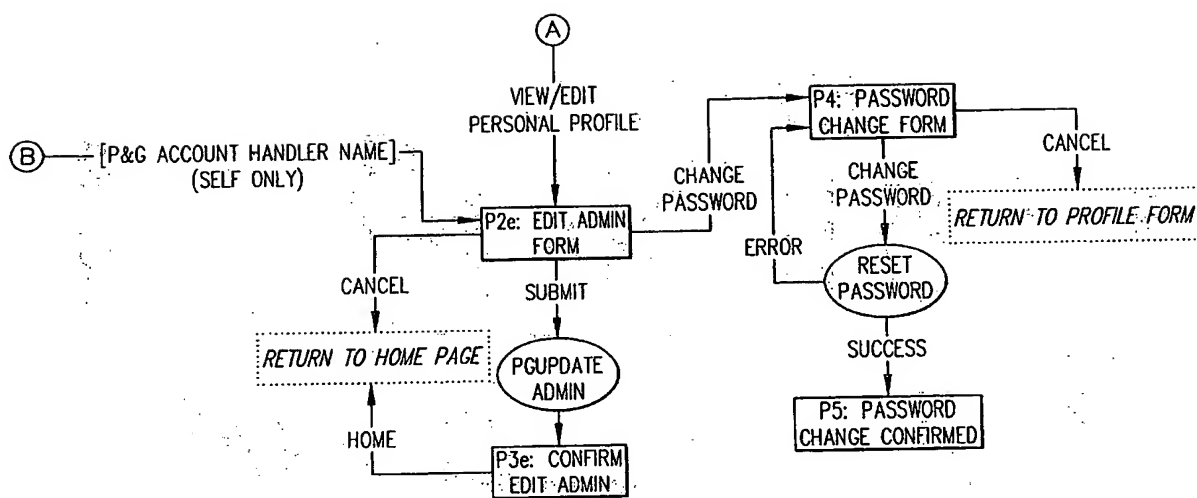 A
VIEW/EDIT
PERSONAL PROFILE
B
[P&G ACCOUNT HANDLER NAME]
(SELF ONLY)
P2e: EDIT ADMIN
FORM
CANCEL
SUBMIT
RETURN TO HOME PAGE
PGUPDATE
ADMIN
HOME
P3e: CONFIRM
EDIT ADMIN
CHANGE
PASSWORD
P4: PASSWORD
CHANGE FORM
CANCEL
CHANGE
PASSWORD
RETURN TO PROFILE FORM
ERROR
RESET
PASSWORD
SUCCESS
P5: PASSWORD
CHANGE CONFIRMED